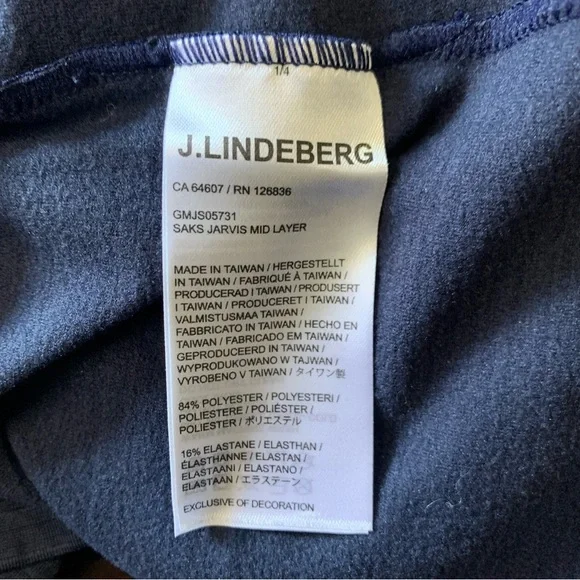 1/4
J.LINDEBERG
CA 64607 / RN 126836
GMJS05731
SAKS JARVIS MID LAYER
MADE IN TAIWAN / HERGESTELLT
IN TAIWAN / FABRIQUÉ À TAIWAN /
PRODUCERAD I TAIWAN / PRODUSERT
I TAIWAN / PRODUCERET I TAIWAN /
VALMISTUSMAA TAIWAN /
FABBRICATO IN TAIWAN / HECHO EN
TAIWAN / FABRICADO EM TAIWAN /
GEPRODUCEERD IN TAIWAN /
WYPRODUKOWANO W TAJWAN /
VYROBENO V TAIWAN / タイワン製
84% POLYESTER / POLYESTERI /
POLIESTERE / POLIÉSTER /
POLIESTER / ポリエステル
16% ELASTANE / ELASTHAN /
ÉLASTHANNE / ELASTAN /
ELASTAANI / ELASTANO /
ELASTAAN / エラステーン
EXCLUSIVE OF DECORATION